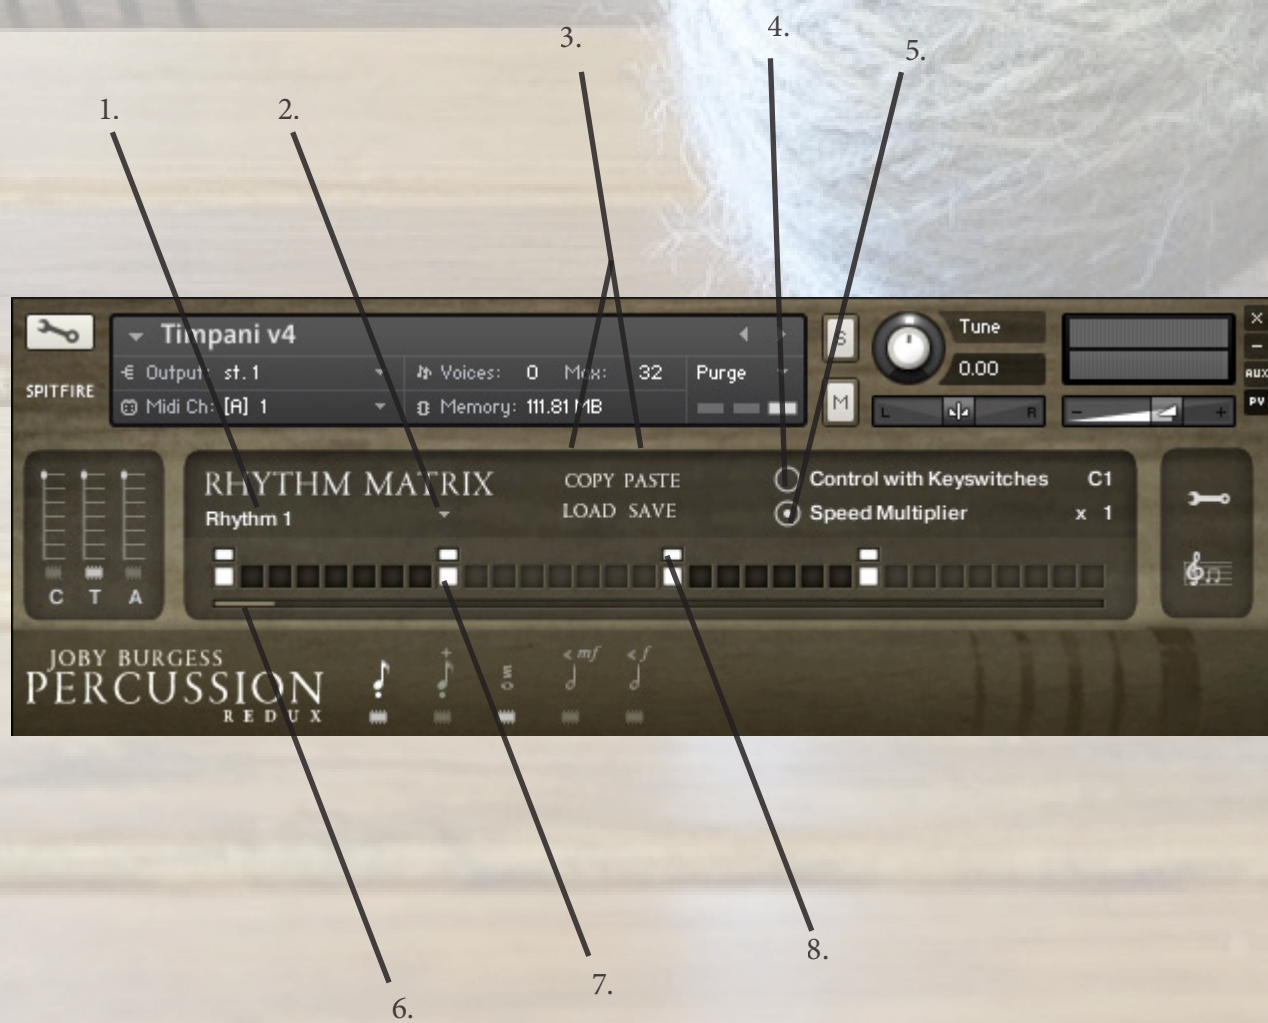 3.
4.
5.
1.
2.
Timpani v4
S
Tune
×
Output: st. 1
Voices: 0 Max: 32
Purge
0.00
AUX
SPITFIRE
Midi Ch: [A] 1
Memory: 111.81 MB
M
L
R
-
+
PV
RHYTHM MATRIX
COPY PASTE
Control with Keyswitches C1
Rhythm 1
LOAD SAVE
Speed Multiplier x 1
C T A
JOBY BURGESS
PERCUSSION
REDUX
+
< mf
< f
8.
7.
6.